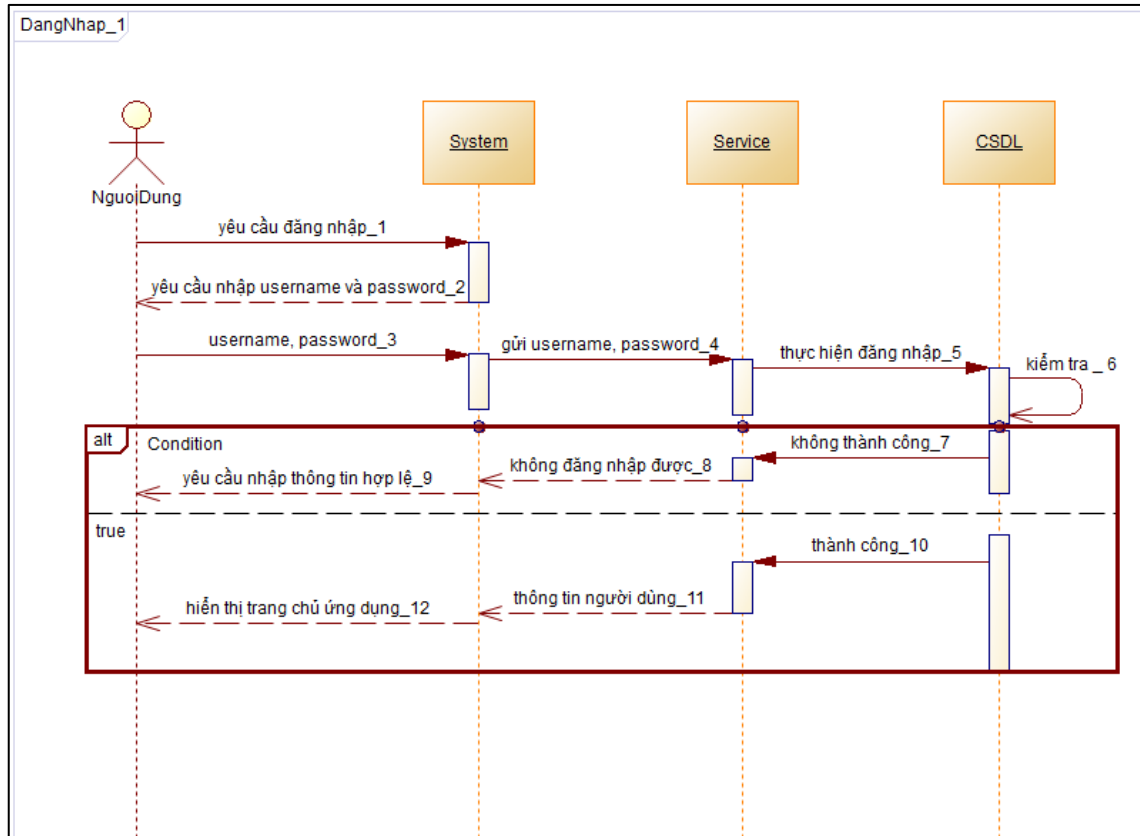 DangNhap_1
System
Service
CSDL
NguoiDung
yêu cầu đăng nhập_1
yêu cầu nhập username và password_2
username, password_3
gửi username, password_4
thực hiện đăng nhập_5
kiểm tra _ 6
alt
Condition
không thành công_7
không đăng nhập được_8
yêu cầu nhập thông tin hợp lệ_9
true
thành công_10
thông tin người dùng_11
hiển thị trang chủ ứng dụng_12